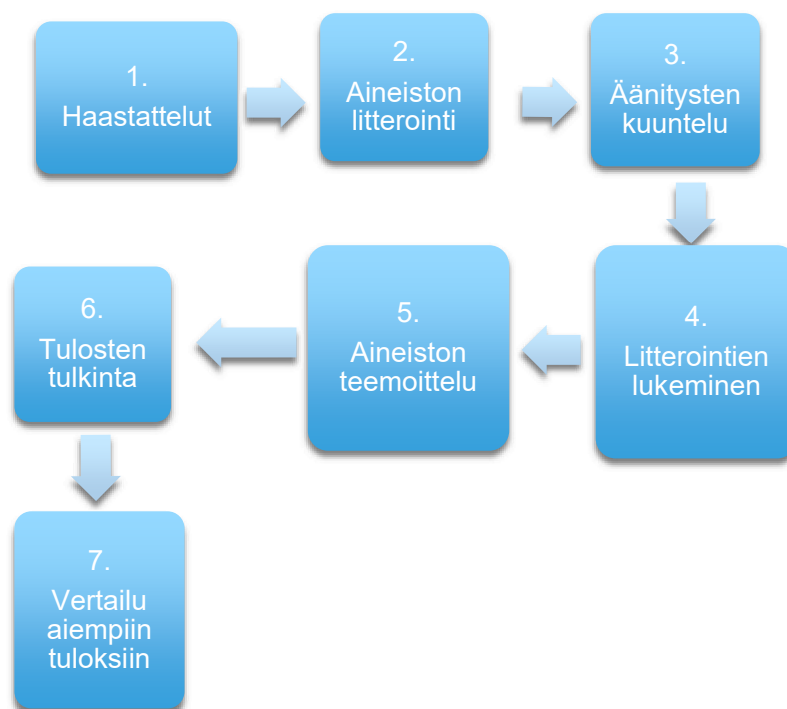 1.
Haastattelut
2.
Aineiston
litterointi
3.
Äänitysten
kuuntelu
4.
Litterointien
lukeminen
5.
Aineiston
teemoittelu
6.
Tulosten
tulkinta
7.
Vertailu
aiempiin
tuloksiin